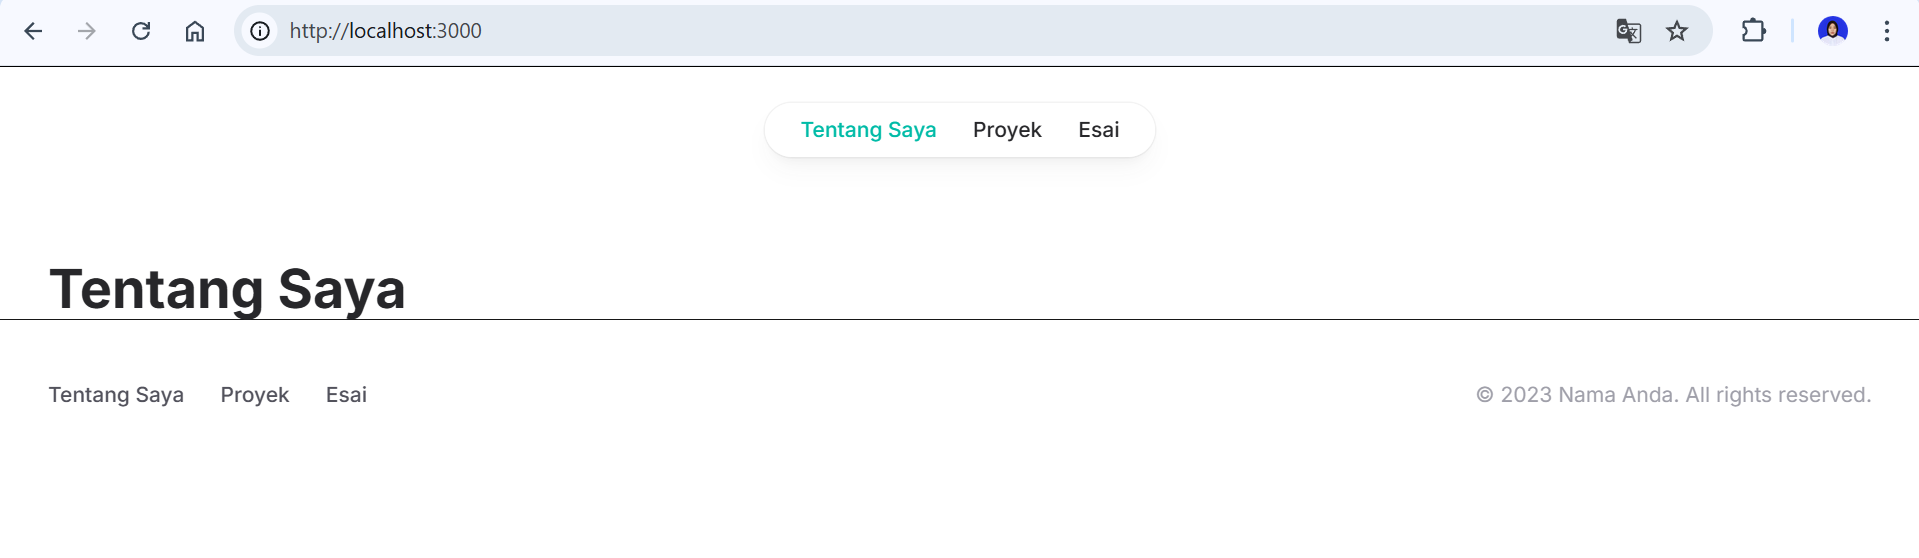 http://localhost:3000
Tentang Saya Proyek Esai
Tentang Saya
Tentang Saya Proyek Esai © 2023 Nama Anda. All rights reserved.